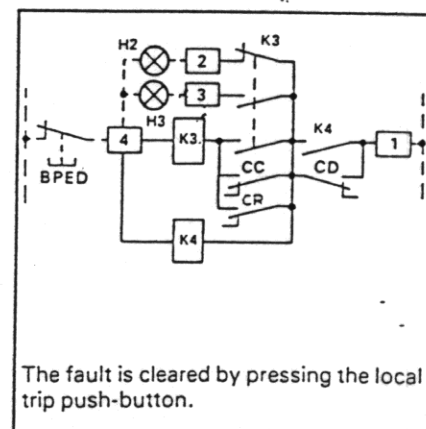 H2
2
K3
H3
3
K4
4
K3.
1
BPED
CC
CD
CR
K4
The fault is cleared by pressing the local
trip push-button.